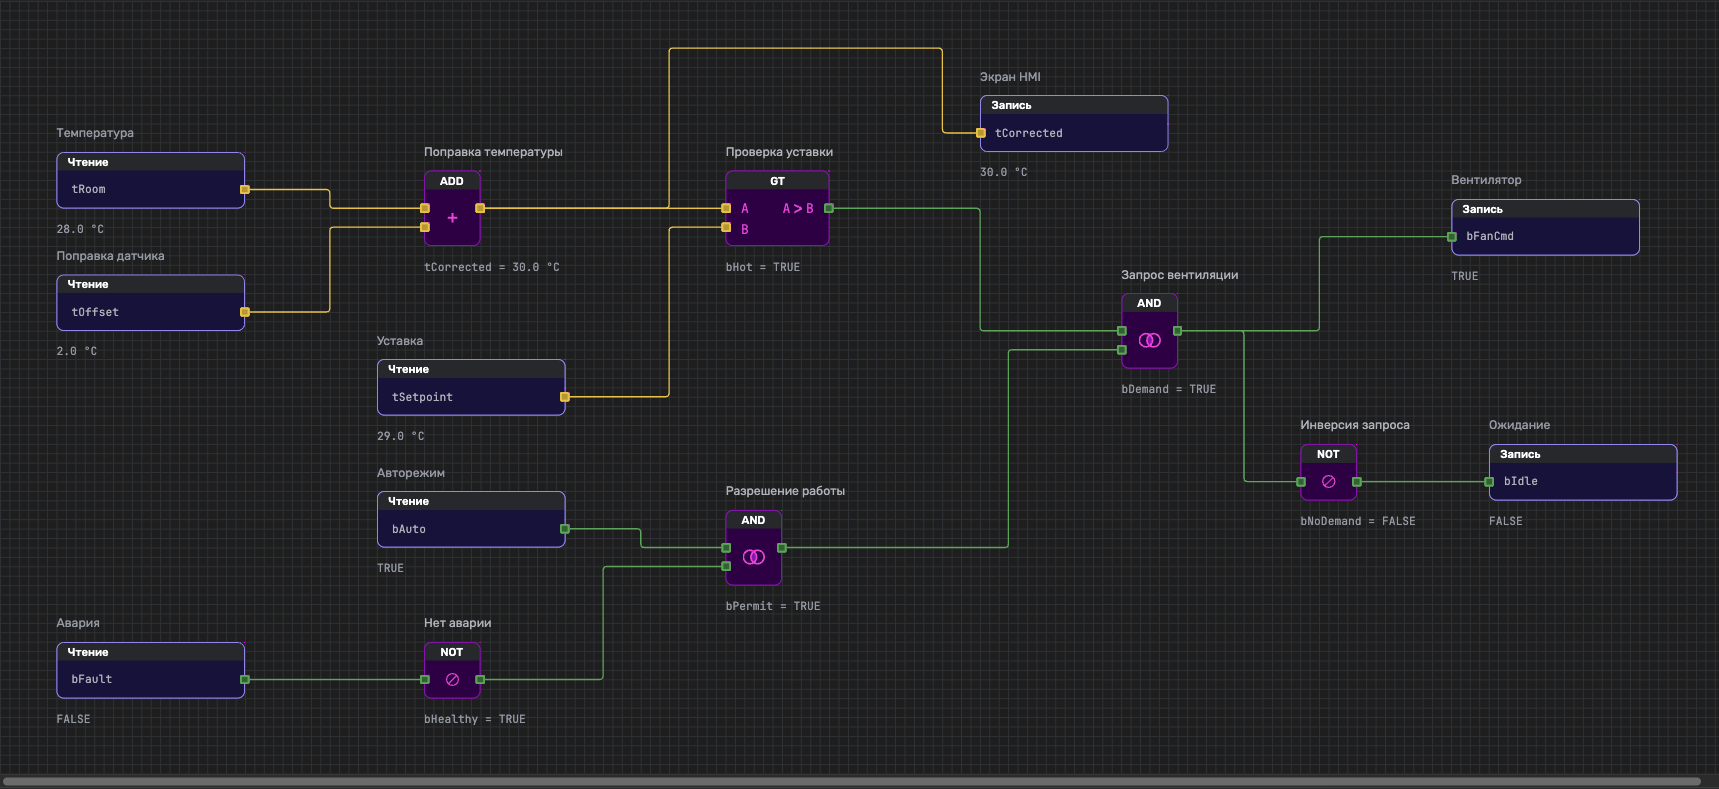 Экран HMI
Запись
tCorrected
30.0 °C
Температура
Чтение
tRoom
28.0 °C
Поправка температуры
ADD
+
tCorrected = 30.0 °C
Проверка уставки
GT
A A>B
B
bHot = TRUE
Вентилятор
Запись
bFanCmd
TRUE
Поправка датчика
Чтение
tOffset
2.0 °C
Запрос вентиляции
AND
bDemand = TRUE
Уставка
Чтение
tSetpoint
29.0 °C
Инверсия запроса
NOT
bNoDemand = FALSE
Ожидание
Запись
bIdle
FALSE
Авторежим
Чтение
bAuto
TRUE
Разрешение работы
AND
bPermit = TRUE
Авария
Чтение
bFault
FALSE
Нет аварии
NOT
bHealthy = TRUE